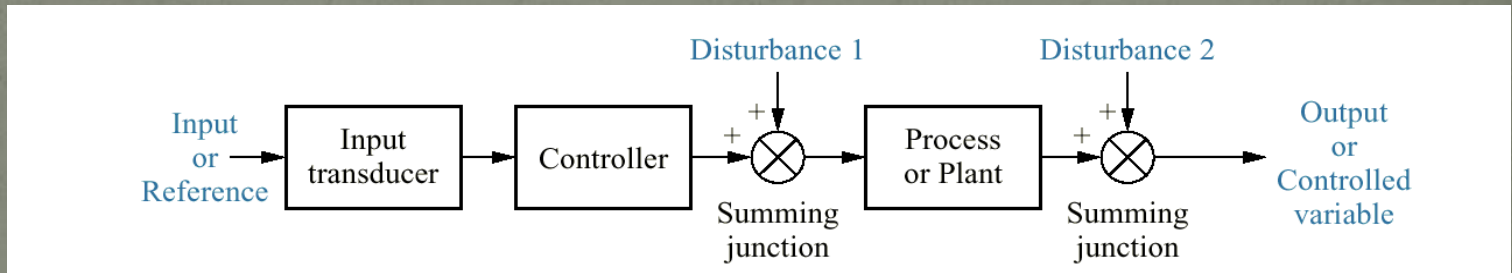 Disturbance 1
Disturbance 2
Input
or
Reference
Input
transducer
Controller
+
+
Summing
junction
Process
or Plant
+
+
Summing
junction
Output
or
Controlled
variable